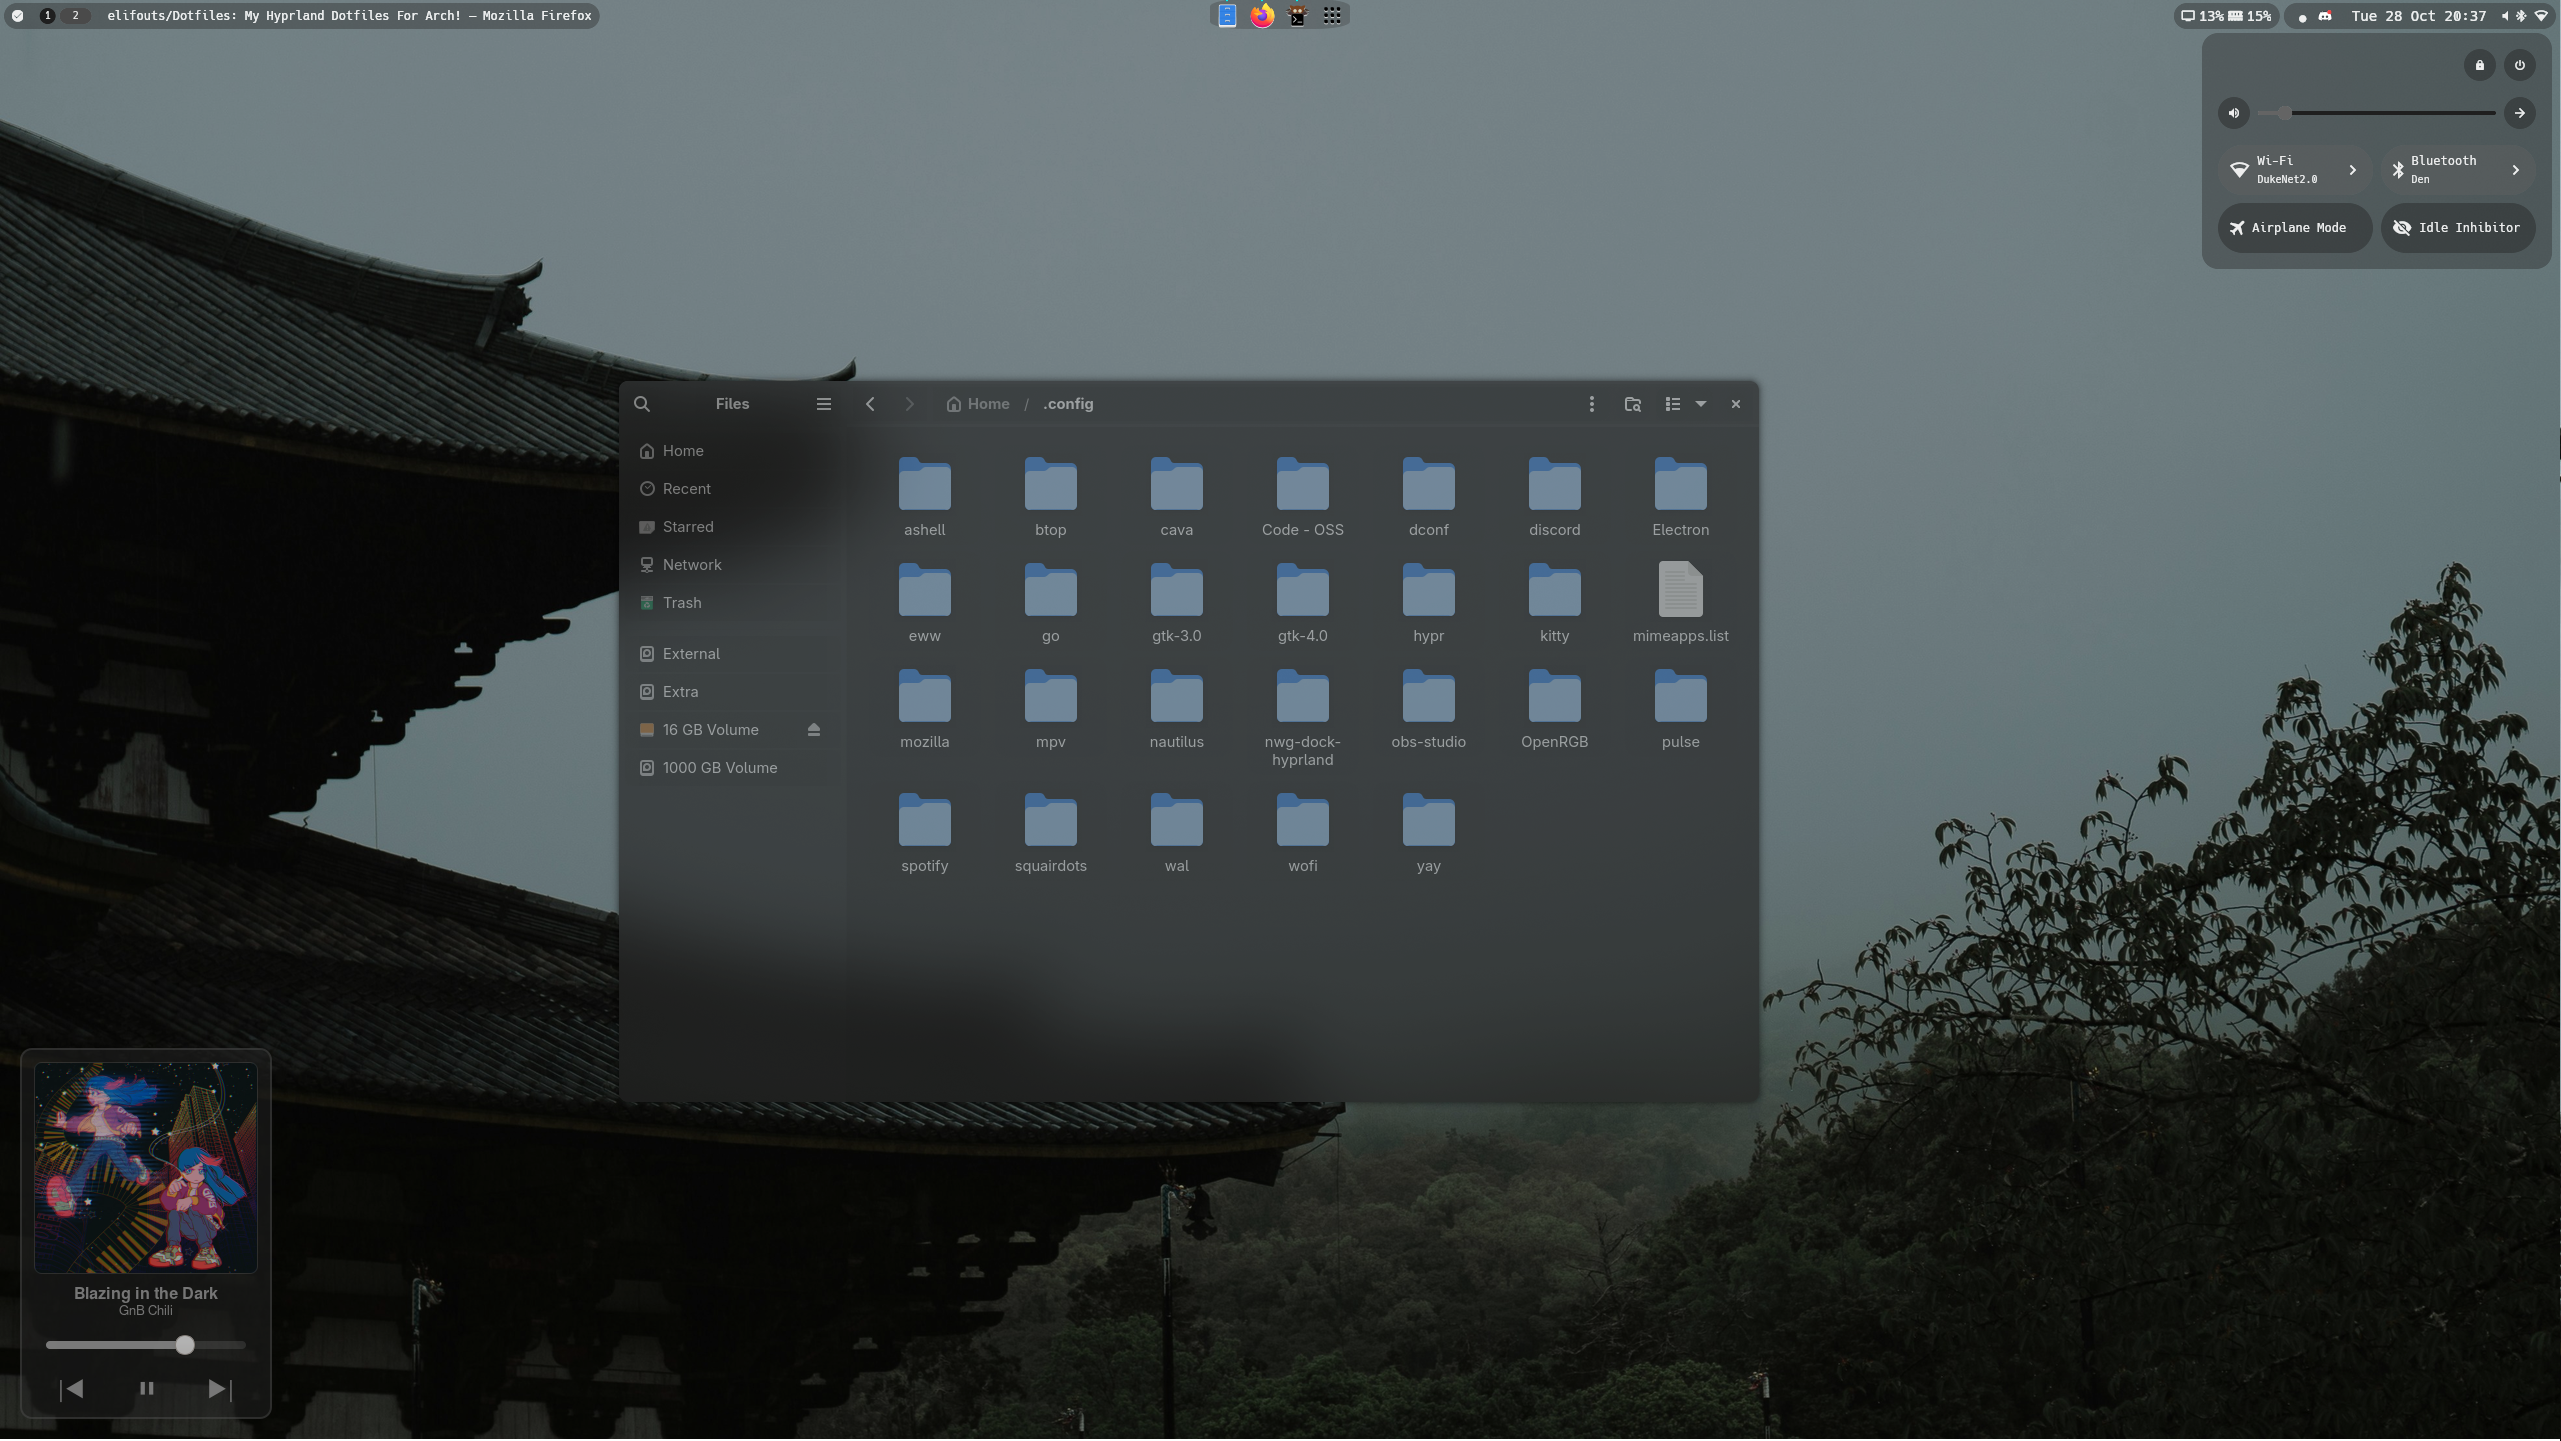 1 2 elifouts/Dotfiles: My Hyprland Dotfiles For Arch! — Mozilla Firefox
13% 15% Tue 28 Oct 20:37
Wi-Fi
DukeNet2.0
Bluetooth
Den
Airplane Mode
Idle Inhibitor
Files
Home / .config
Home
Recent
Starred
Network
Trash
External
Extra
16 GB Volume
1000 GB Volume
ashell btop cava Code - OSS dconf discord Electron
eww go gtk-3.0 gtk-4.0 hypr kitty mimeapps.list
mozilla mpv nautilus nwg-dock-
hyprland obs-studio OpenRGB pulse
spotify squairdots wal wofi yay
Blazing in the Dark
GnB Chili